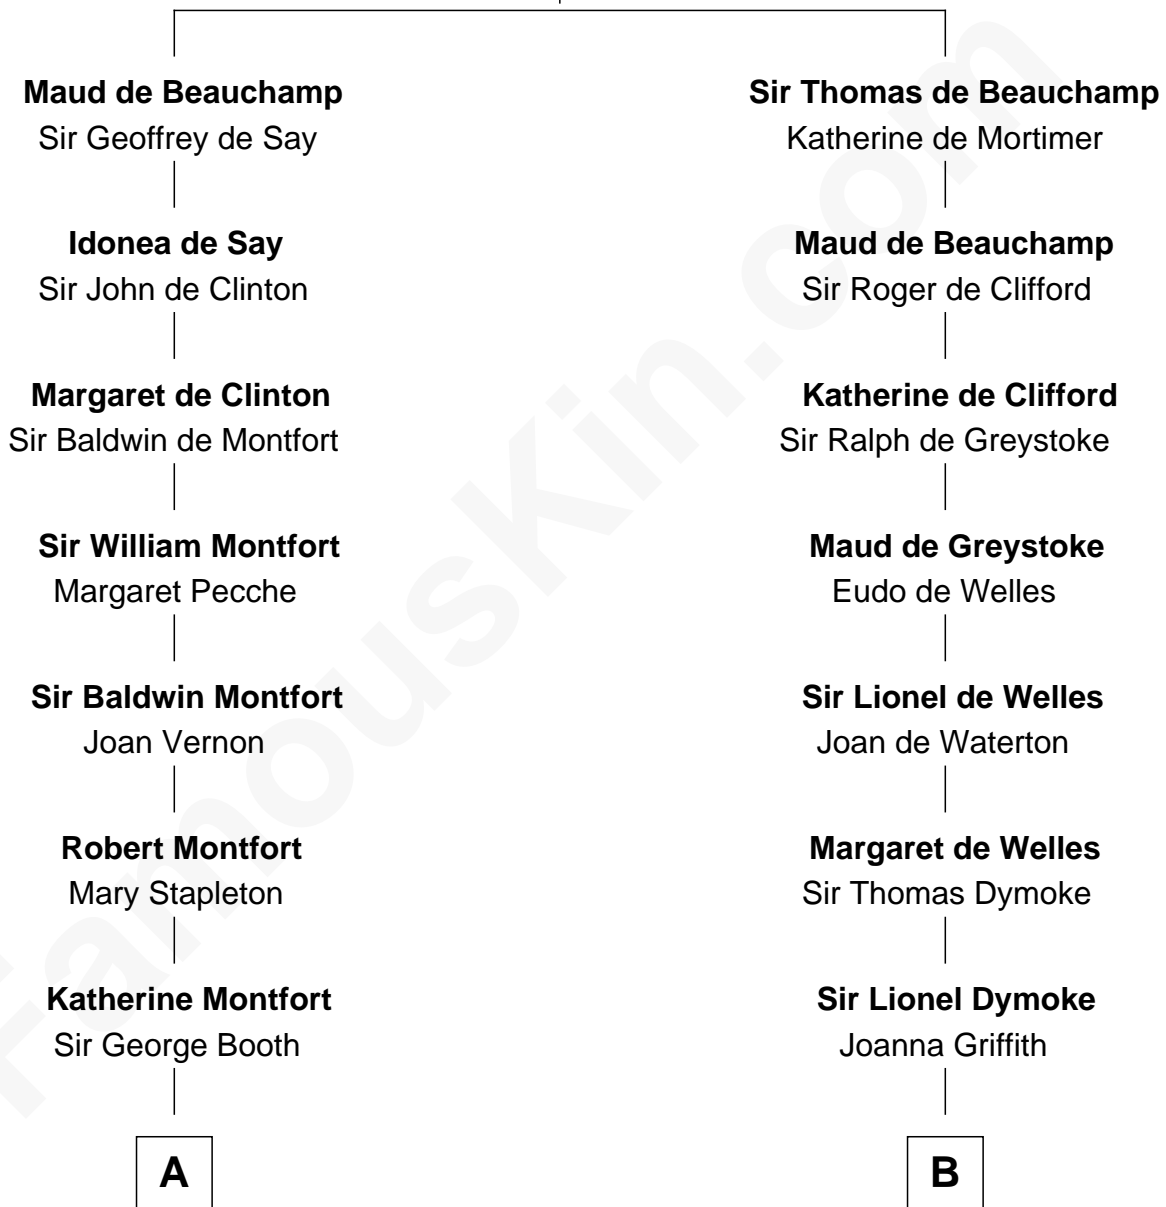 Maud de Beauchamp
Sir Geoffrey de Say
Idonea de Say
Sir John de Clinton
Margaret de Clinton
Sir Baldwin de Montfort
Sir William Montfort
Margaret Pecche
Sir Baldwin Montfort
Joan Vernon
Robert Montfort
Mary Stapleton
Katherine Montfort
Sir George Booth
A
Sir Thomas de Beauchamp
Katherine de Mortimer
Maud de Beauchamp
Sir Roger de Clifford
Katherine de Clifford
Sir Ralph de Greystoke
Maud de Greystoke
Eudo de Welles
Sir Lionel de Welles
Joan de Waterton
Margaret de Welles
Sir Thomas Dymoke
Sir Lionel Dymoke
Joanna Griffith
B
FamousKin.com